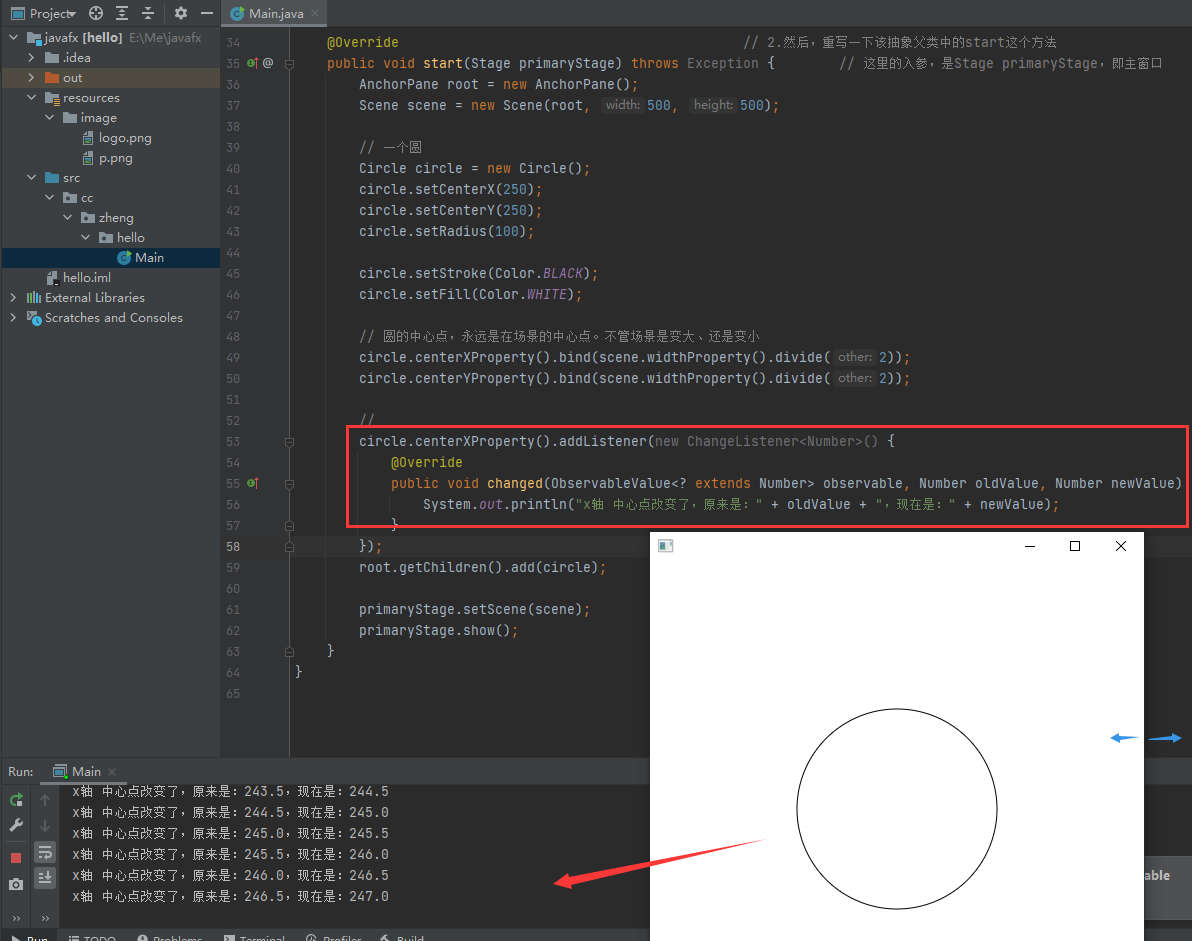 Project
Main.java
javafx [hello] E:\Me\javafx
.idea
out
resources
image
logo.png
p.png
src
cc
zheng
hello
Main
hello.iml
External Libraries
Scratches and Consoles
34 @Override // 2.然后，重写一下该抽象父类中的start这个方法
35 @ public void start(Stage primaryStage) throws Exception { // 这里的入参，是Stage primaryStage，即主窗口
36 AnchorPane root = new AnchorPane();
37 Scene scene = new Scene(root, width: 500, height: 500);
38
39 // 一个圆
40 Circle circle = new Circle();
41 circle.setCenterX(250);
42 circle.setCenterY(250);
43 circle.setRadius(100);
44
45 circle.setStroke(Color.BLACK);
46 circle.setFill(Color.WHITE);
47
48 // 圆的中心点，永远是在场景的中心点。不管场景是变大、还是变小
49 circle.centerXProperty().bind(scene.widthProperty().divide( other: 2));
50 circle.centerYProperty().bind(scene.widthProperty().divide( other: 2));
51
52 //
53 circle.centerXProperty().addListener(new ChangeListener<Number>() {
54 @Override
55 public void changed(ObservableValue<? extends Number> observable, Number oldValue, Number newValue)
56 System.out.println("x轴 中心点改变了，原来是：" + oldValue + "，现在是：" + newValue);
57 }
58 });
59 root.getChildren().add(circle);
60
61 primaryStage.setScene(scene);
62 primaryStage.show();
63 }
64 }
65
Run: Main
x轴 中心点改变了，原来是：243.5，现在是：244.5
x轴 中心点改变了，原来是：244.5，现在是：245.0
x轴 中心点改变了，原来是：245.0，现在是：245.5
x轴 中心点改变了，原来是：245.5，现在是：246.0
x轴 中心点改变了，原来是：246.0，现在是：246.5
x轴 中心点改变了，原来是：246.5，现在是：247.0
able
Run TODO Problems Terminal Profiler Build